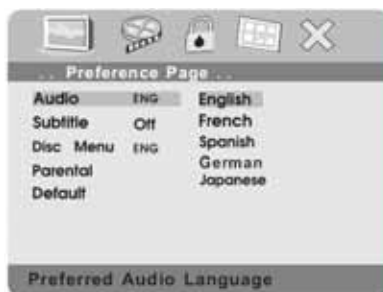 .. Preference Page ..
Audio ENG English
Subtitle Off French
Disc Menu ENG Spanish
Parental German
Default Japanese
Preferred Audio Language